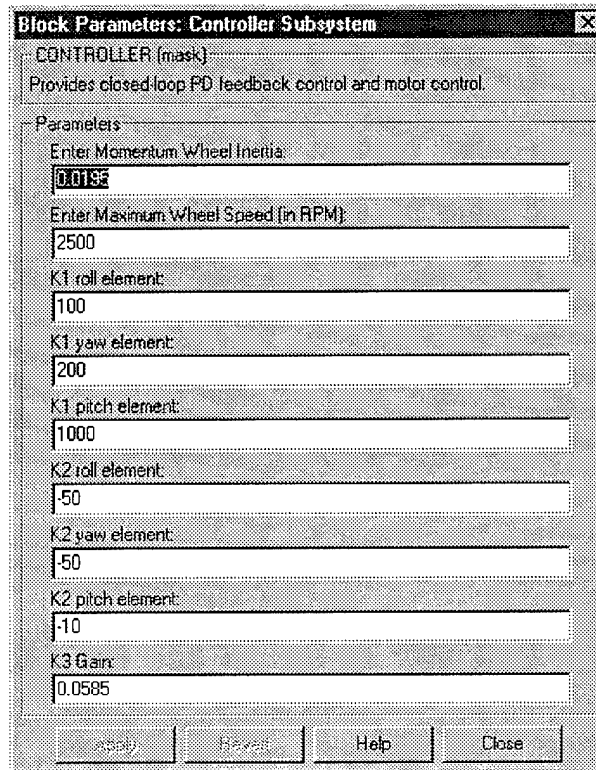 Block Parameters: Controller Subsystem
CONTROLLER (mask)
Provides closed-loop PD feedback control and motor control.
Parameters
Enter Momentum Wheel Inertia:
0.0195
Enter Maximum Wheel Speed (in RPM):
2500
K1 roll element:
100
K1 yaw element:
200
K1 pitch element:
1000
K2 roll element:
-50
K2 yaw element:
-50
K2 pitch element:
-10
K3 Gain:
0.0585
Apply Revert Help Close